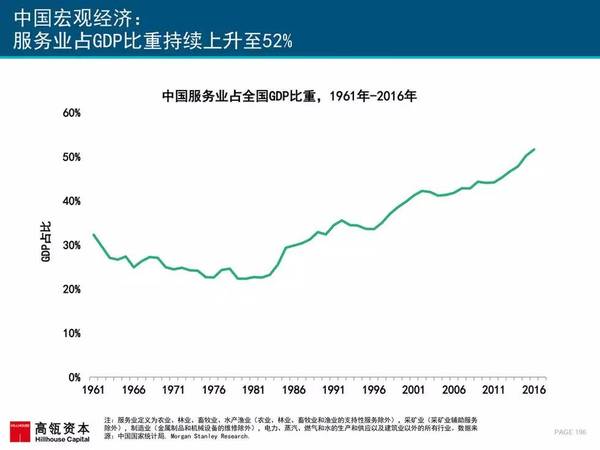 中国宏观经济：
服务业占GDP比重持续上升至52%
中国服务业占全国GDP比重，1961年-2016年
60%
50%
40%
30%
20%
10%
0%
GDP占比
1961 1966 1971 1976 1981 1986 1991 1996 2001 2006 2011 2016
HILLHOUSE
高瓴资本
Hillhouse Capital
注：服务业定义为农业，林业，畜牧业，水产渔业（农业，林业，畜牧业和渔业的支持性服务除外），采矿业（采矿业辅助服务
除外），制造业（金属制品和机械设备的维修除外），电力、蒸汽、燃气和水的生产和供应以及建筑业以外的所有行业。数据来
源：中国国家统计局，Morgan Stanley Research.
PAGE 196